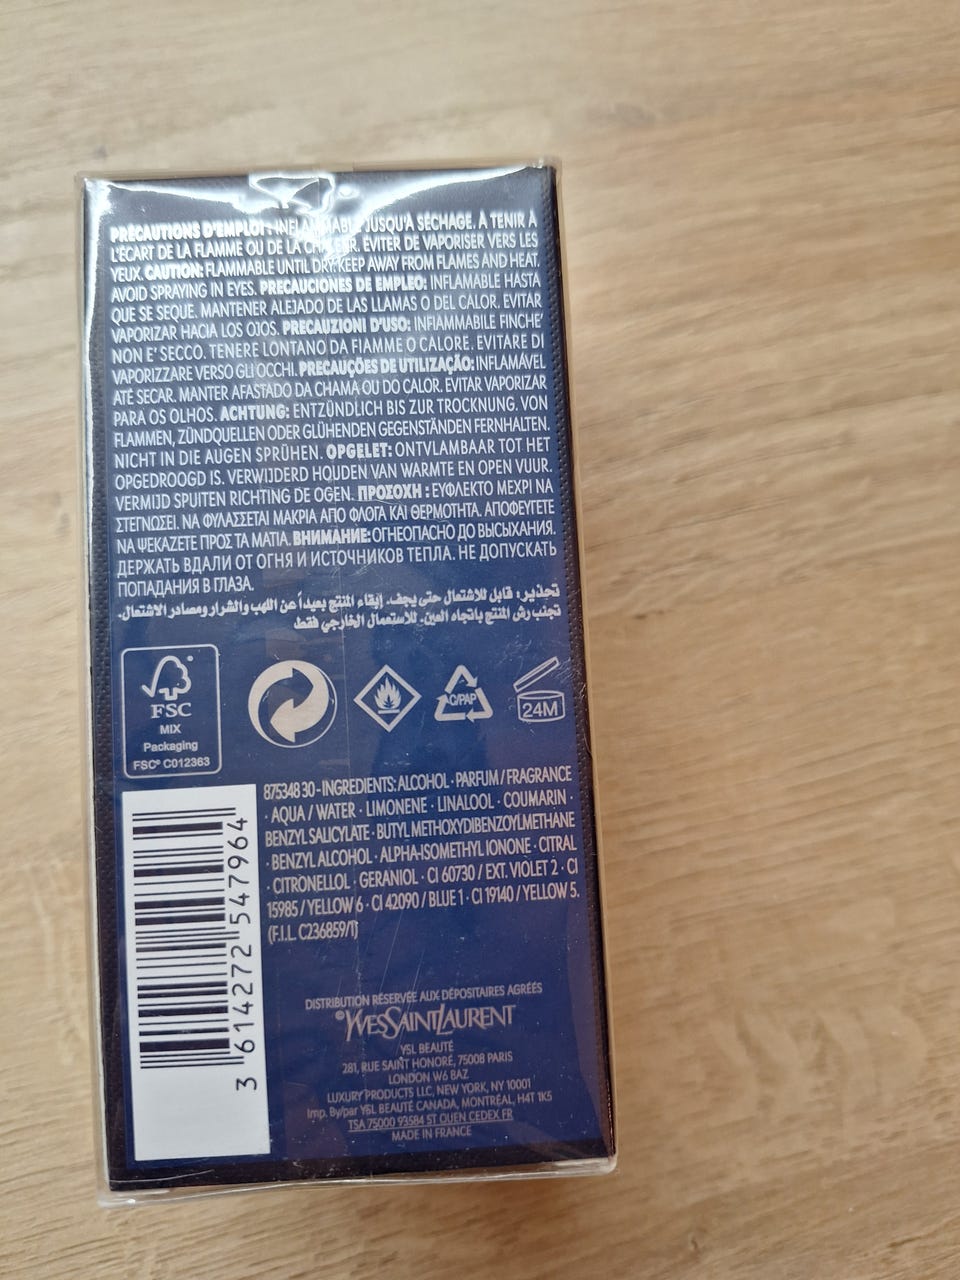 PRÉCAUTIONS D'EMPLOI : INFLAMMABLE JUSQU'À SÉCHAGE. À TENIR À
L'ÉCART DE LA FLAMME OU DE LA CHALEUR. ÉVITER DE VAPORISER VERS LES
YEUX. CAUTION: FLAMMABLE UNTIL DRY. KEEP AWAY FROM FLAMES AND HEAT.
AVOID SPRAYING IN EYES. PRECAUCIONES DE EMPLEO: INFLAMABLE HASTA
QUE SE SEQUE. MANTENER ALEJADO DE LAS LLAMAS O DEL CALOR. EVITAR
VAPORIZAR HACIA LOS OJOS. PRECAUZIONI D'USO: INFIAMMABILE FINCHE'
NON E' SECCO. TENERE LONTANO DA FIAMME O CALORE. EVITARE DI
VAPORIZZARE VERSO GLI OCCHI. PRECAUÇÕES DE UTILIZAÇÃO: INFLAMÁVEL
ATÉ SECAR. MANTER AFASTADO DA CHAMA OU DO CALOR. EVITAR VAPORIZAR
PARA OS OLHOS. ACHTUNG: ENTZÜNDLICH BIS ZUR TROCKNUNG. VON
FLAMMEN, ZÜNDQUELLEN ODER GLÜHENDEN GEGENSTÄNDEN FERNHALTEN.
NICHT IN DIE AUGEN SPRÜHEN. OPGELET: ONTVLAMBAAR TOT HET
OPGEDROOGD IS. VERWIJDERD HOUDEN VAN WARMTE EN OPEN VUUR.
VERMIJD SPUITEN RICHTING DE OGEN. ΠΡΟΣΟΧΗ : ΕΥΦΛΕΚΤΟ ΜΕΧΡΙ ΝΑ
ΣΤΕΓΝΩΣΕΙ. ΝΑ ΦΥΛΑΣΣΕΤΑΙ ΜΑΚΡΙΑ ΑΠΟ ΦΛΟΓΑ ΚΑΙ ΘΕΡΜΟΤΗΤΑ. ΑΠΟΦΕΥΓΕΤΕ
ΝΑ ΨΕΚΑΖΕΤΕ ΠΡΟΣ ΤΑ ΜΑΤΙΑ. ВНИМАНИЕ: ОГНЕОПАСНО ДО ВЫСЫХАНИЯ.
ДЕРЖАТЬ ВДАЛИ ОТ ОГНЯ И ИСТОЧНИКОВ ТЕПЛА. НЕ ДОПУСКАТЬ
ПОПАДАНИЯ В ГЛАЗА.
تحذير: قابل للاشتعال حتى يجف. إبقاء المنتج بعيداً عن اللهب والشرار ومصادر الاشتعال.
تجنب رش المنتج باتجاه العين. للاستعمال الخارجي فقط
FSC
MIX
Packaging
FSC® C012363
C/PAP
24M
875348 30 - INGREDIENTS: ALCOHOL · PARFUM / FRAGRANCE
· AQUA / WATER · LIMONENE · LINALOOL · COUMARIN ·
BENZYL SALICYLATE · BUTYL METHOXYDIBENZOYLMETHANE
· BENZYL ALCOHOL · ALPHA-ISOMETHYL IONONE · CITRAL
· CITRONELLOL · GERANIOL · CI 60730 / EXT. VIOLET 2 · CI
15985 / YELLOW 6 · CI 42090 / BLUE 1 · CI 19140 / YELLOW 5.
(F.I.L. C236859/1)
3 614272 547964
DISTRIBUTION RÉSERVÉE AUX DÉPOSITAIRES AGRÉÉS
©YVESSAINTLAURENT
YSL BEAUTÉ
281, RUE SAINT HONORÉ, 75008 PARIS
LONDON W6 8AZ
LUXURY PRODUCTS LLC, NEW YORK, NY 10001
Imp. By/par YSL BEAUTÉ CANADA, MONTRÉAL, H4T 1K5
TSA 75000 93584 ST OUEN CEDEX FR
MADE IN FRANCE